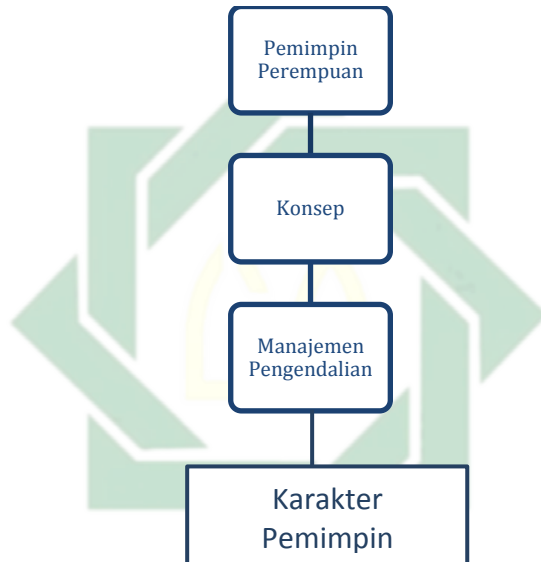 Pemimpin
Perempuan
Konsep
Manajemen
Pengendalian
Karakter
Pemimpin